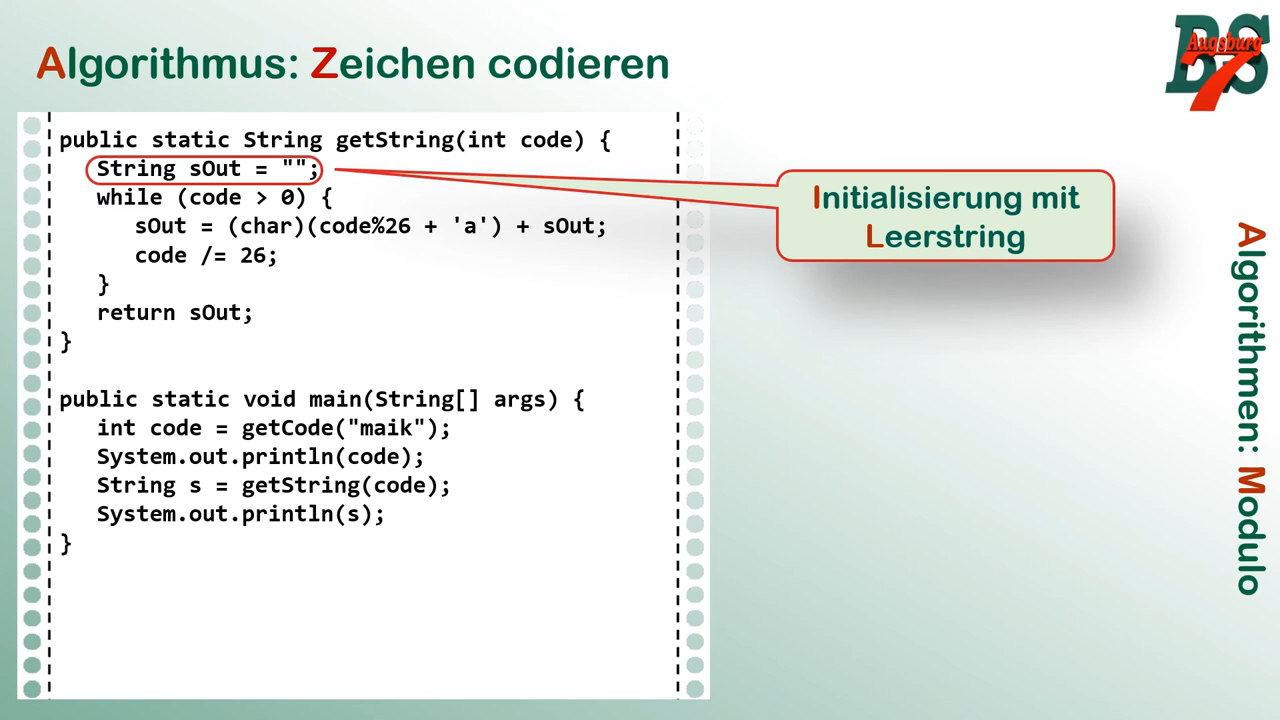 Algorithmus: Zeichen codieren
BS
Augsburg
7
public static String getString(int code) {
String sOut = "";
while (code > 0) {
sOut = (char)(code%26 + 'a') + sOut;
code /= 26;
}
return sOut;
}
public static void main(String[] args) {
int code = getCode("maik");
System.out.println(code);
String s = getString(code);
System.out.println(s);
}
Initialisierung mit
Leerstring
Algorithmen: Modulo